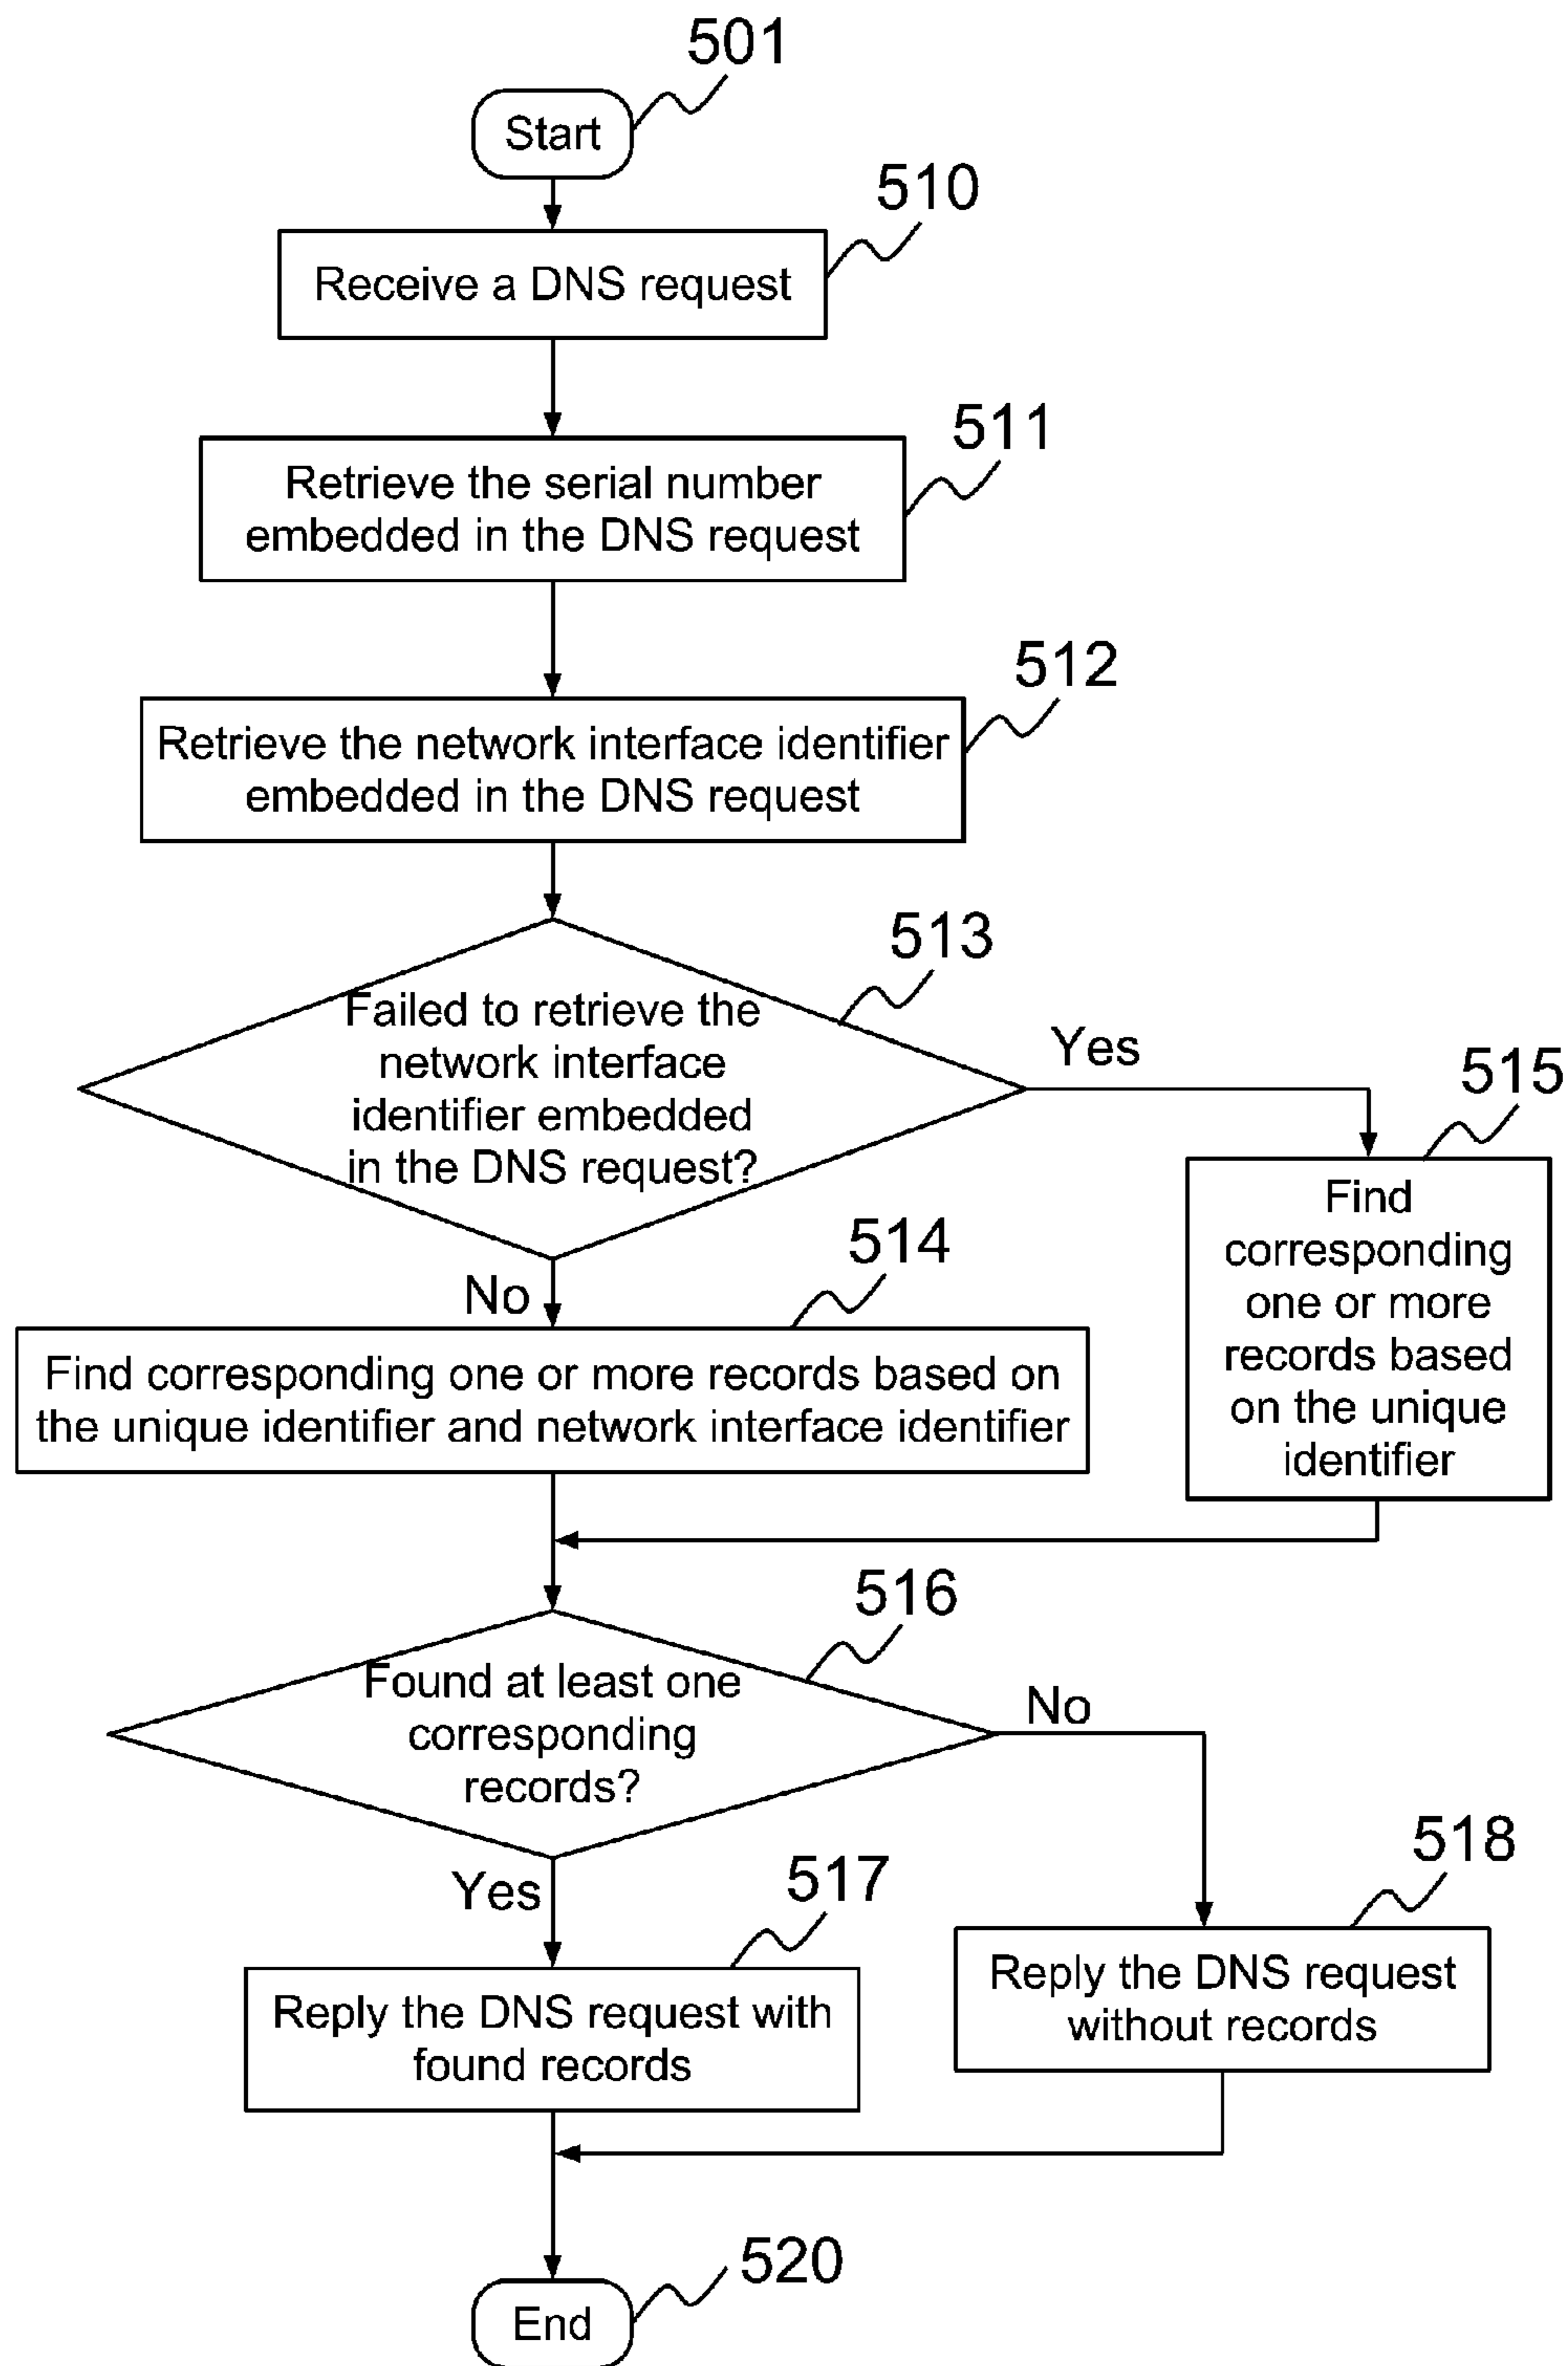 501
Start
510
Receive a DNS request
511
Retrieve the serial number
embedded in the DNS request
512
Retrieve the network interface identifier
embedded in the DNS request
513
Failed to retrieve the
network interface
identifier embedded
in the DNS request?
Yes
515
Find
corresponding
one or more
records based
on the unique
identifier
514
No
Find corresponding one or more records based on
the unique identifier and network interface identifier
516
Found at least one
corresponding
records?
No
518
Yes
517
Reply the DNS request
without records
Reply the DNS request with
found records
520
End